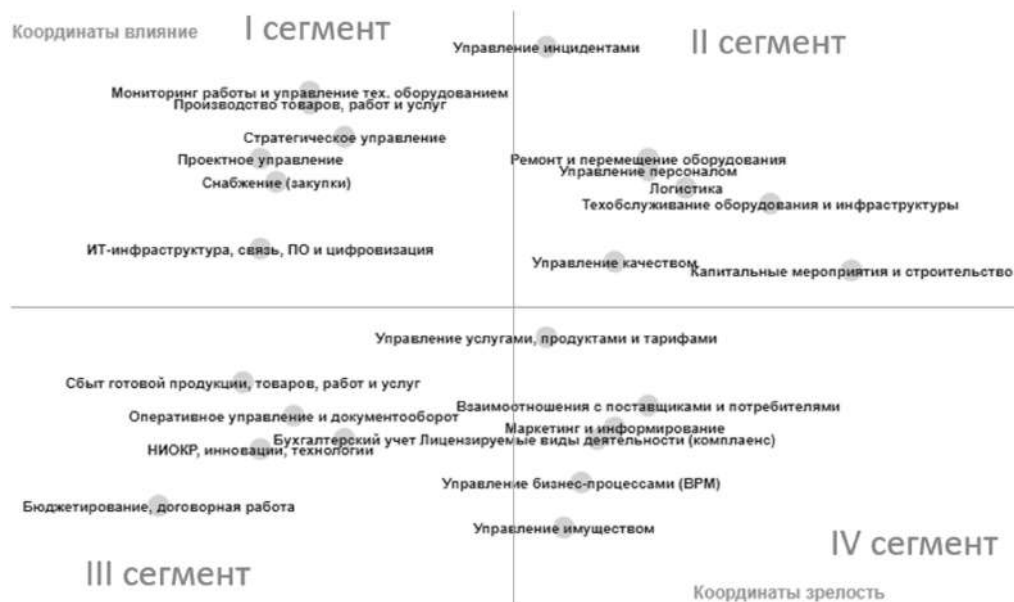 Координаты влияние
I сегмент
II сегмент
Управление инцидентами
Мониторинг работы и управление тех. оборудованием
Производство товаров, работ и услуг
Стратегическое управление
Проектное управление
Снабжение (закупки)
ИТ-инфраструктура, связь, ПО и цифровизация
Ремонт и перемещение оборудования
Управление персоналом
Логистика
Техобслуживание оборудования и инфраструктуры
Управление качеством
Капитальные мероприятия и строительство
Управление услугами, продуктами и тарифами
Сбыт готовой продукции, товаров, работ и услуг
Оперативное управление и документооборот
Бухгалтерский учет
НИОКР, инновации, технологии
Бюджетирование, договорная работа
Взаимоотношения с поставщиками и потребителями
Маркетинг и информирование
Лицензируемые виды деятельности (комплаенс)
Управление бизнес-процессами (BPM)
Управление имуществом
III сегмент
IV сегмент
Координаты зрелость